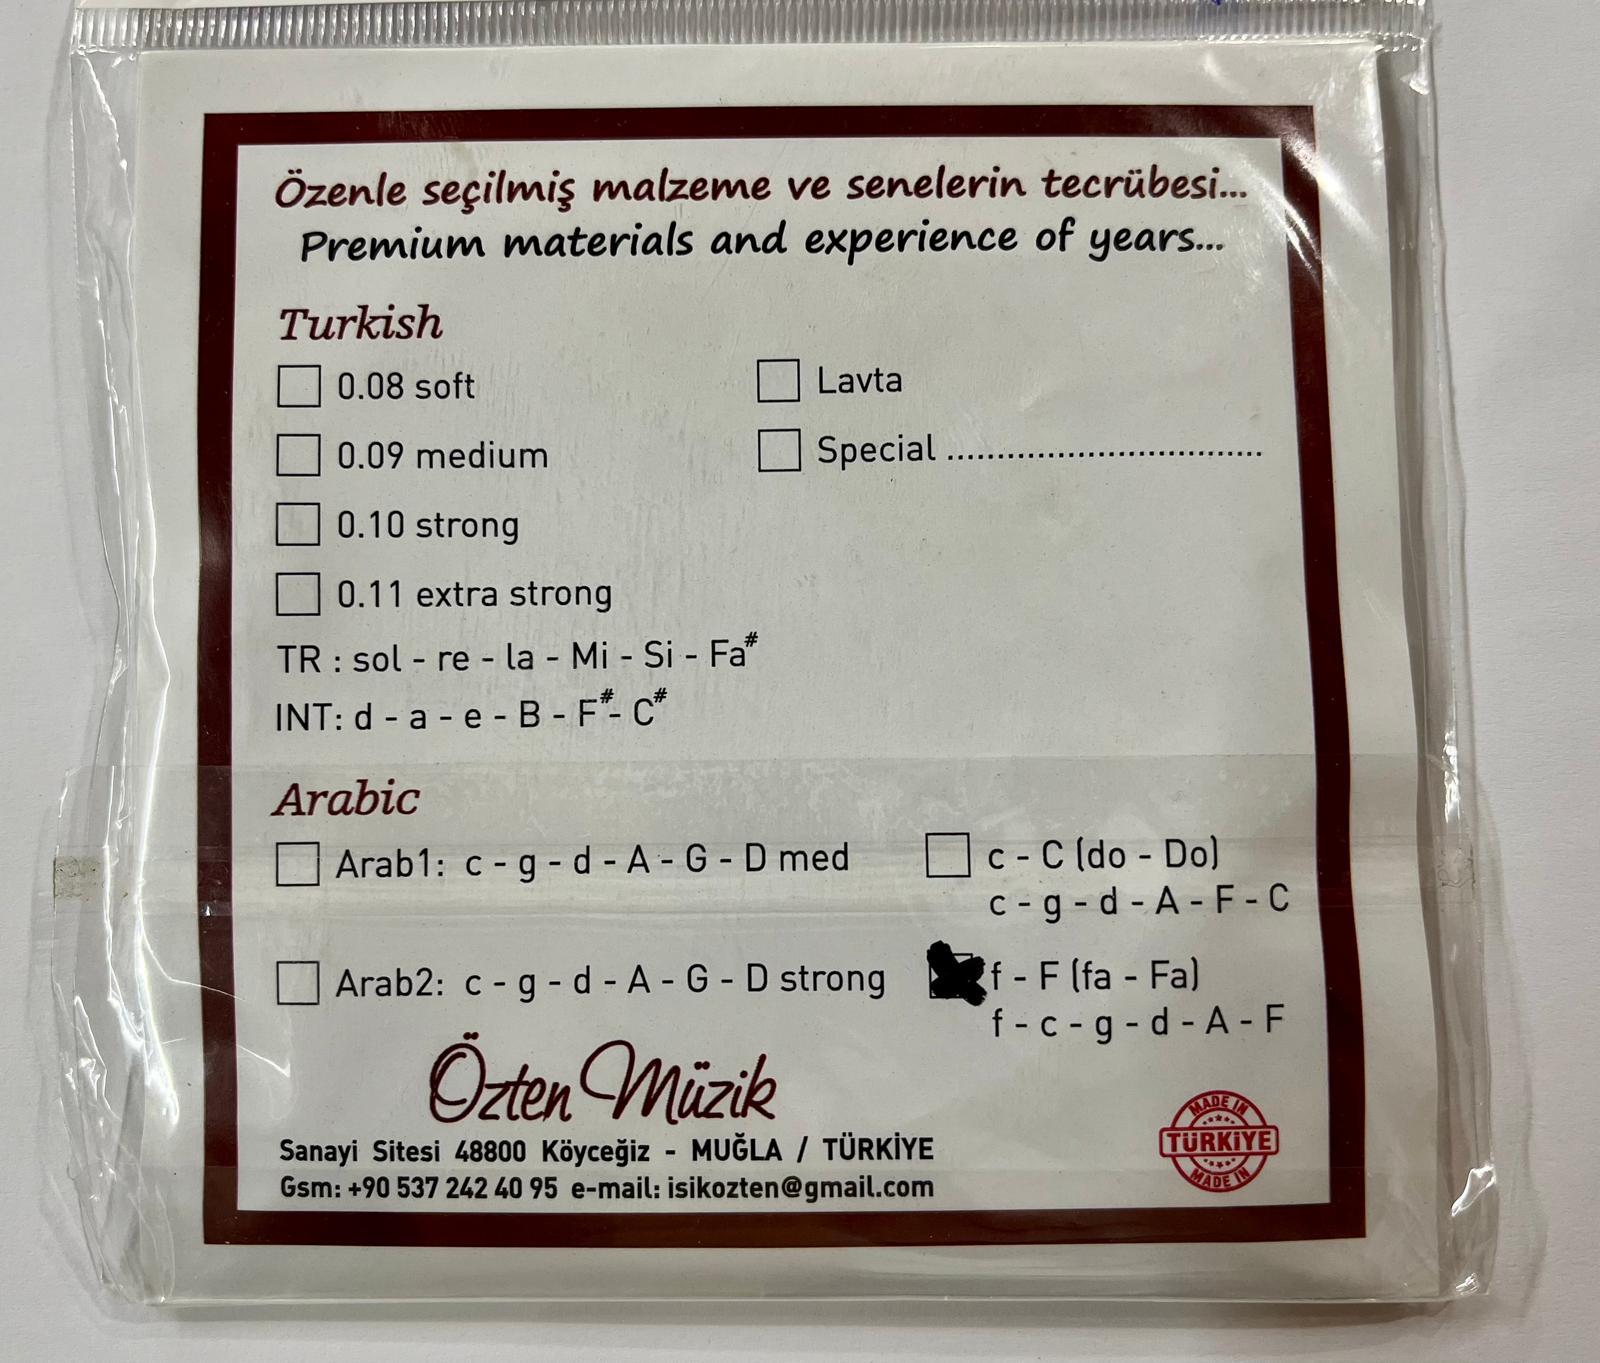 Özenle seçilmiş malzeme ve senelerin tecrübesi...
Premium materials and experience of years...
Turkish
0.08 soft
0.09 medium
0.10 strong
0.11 extra strong
Lavta
Special ................................
TR : sol - re - la - Mi - Si - Fa#
INT: d - a - e - B - F#- C#
Arabic
Arab1: c - g - d - A - G - D med
Arab2: c - g - d - A - G - D strong
c - C (do - Do)
c - g - d - A - F - C
f - F (fa - Fa)
f - c - g - d - A - F
Özten Müzik
Sanayi Sitesi 48800 Köyceğiz - MUĞLA / TÜRKİYE
Gsm: +90 537 242 40 95 e-mail: isikozten@gmail.com
MADE IN
TÜRKİYE
MADE IN